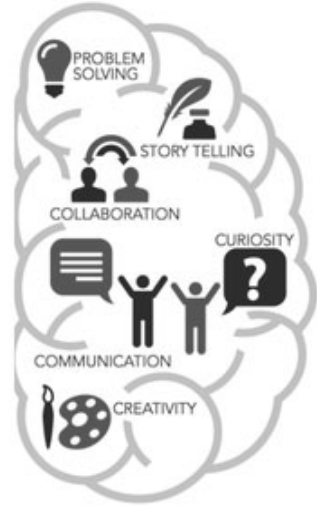 PROBLEM
SOLVING
STORY TELLING
COLLABORATION
CURIOSITY
?
COMMUNICATION
CREATIVITY